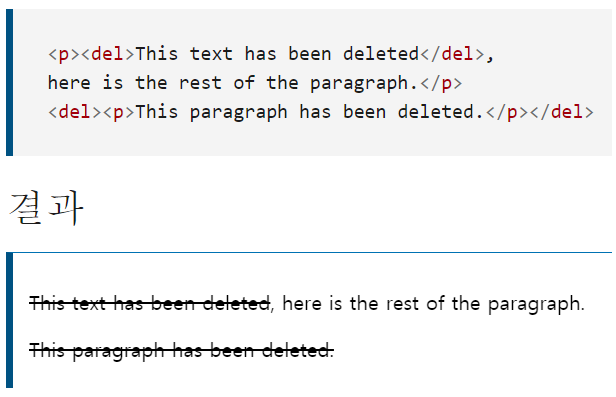 <p><del>This text has been deleted</del>,
here is the rest of the paragraph.</p>
<del><p>This paragraph has been deleted.</p></del>
결과
This text has been deleted, here is the rest of the paragraph.
This paragraph has been deleted.